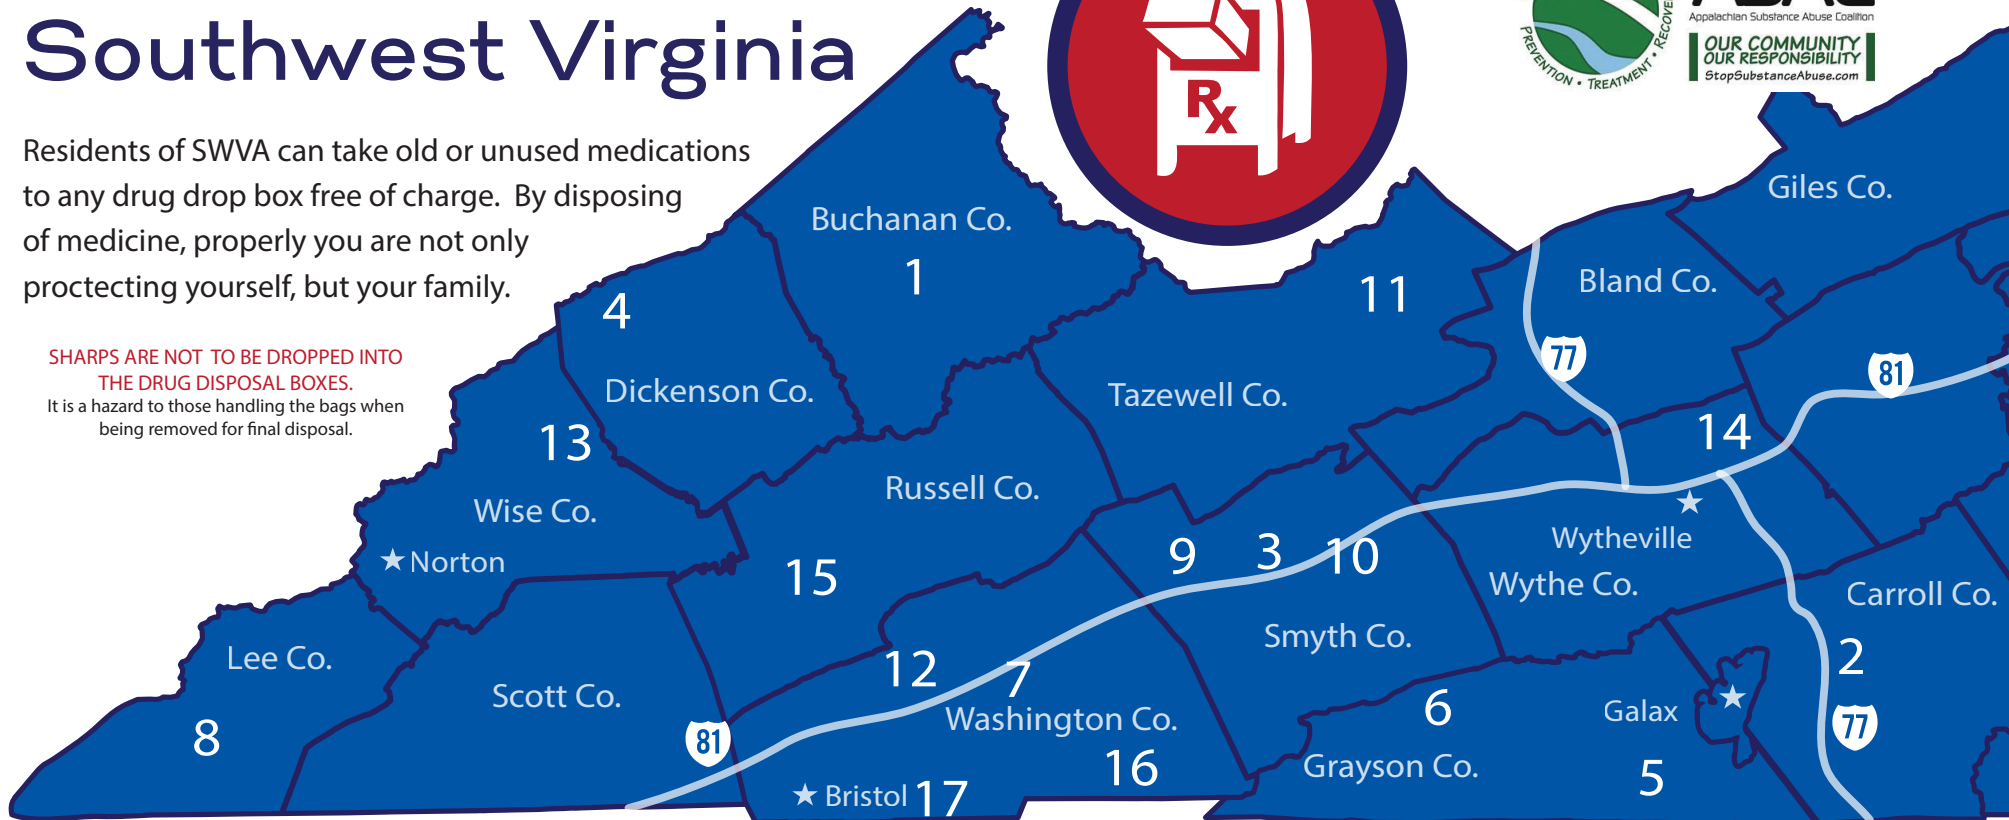 Southwest Virginia
Residents of SWVA can take old or unused medications
to any drug drop box free of charge.  By disposing
of medicine, properly you are not only
proctecting yourself, but your family.
SHARPS ARE NOT  TO BE DROPPED INTO
THE DRUG DISPOSAL BOXES.
It is a hazard to those handling the bags when
being removed for final disposal.
Rx
PREVENTION • TREATMENT •
Appalachian Substance Abuse Coalition
OUR COMMUNITY
OUR RESPONSIBILITY
StopSubstanceAbuse.com
Giles Co.
Buchanan Co.
1
Bland Co.
11
4
77
81
Dickenson Co.
Tazewell Co.
14
13
Russell Co.
Wise Co.
Wytheville
9
3
10
Norton
15
Wythe Co.
Carroll Co.
Smyth Co.
Lee Co.
2
12
7
Scott Co.
6
Galax
Washington Co.
77
8
81
16
Grayson Co.
5
Bristol
17